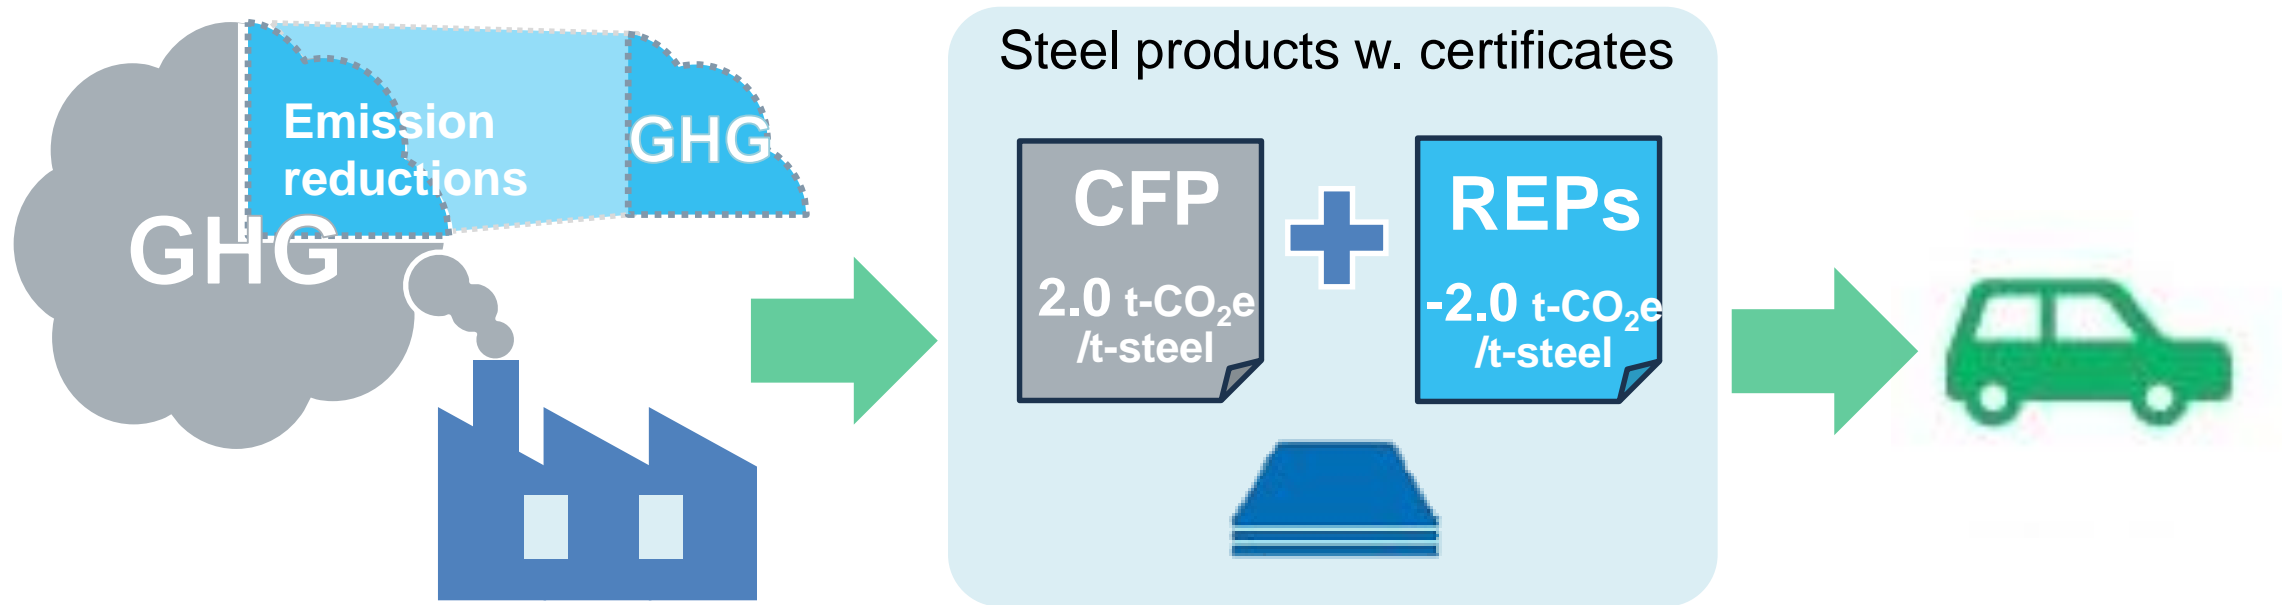 Emission
reductions
GHG
GHG
Steel products w. certificates
CFP
2.0 t-CO₂e
/t-steel
REPs
-2.0 t-CO₂e
/t-steel